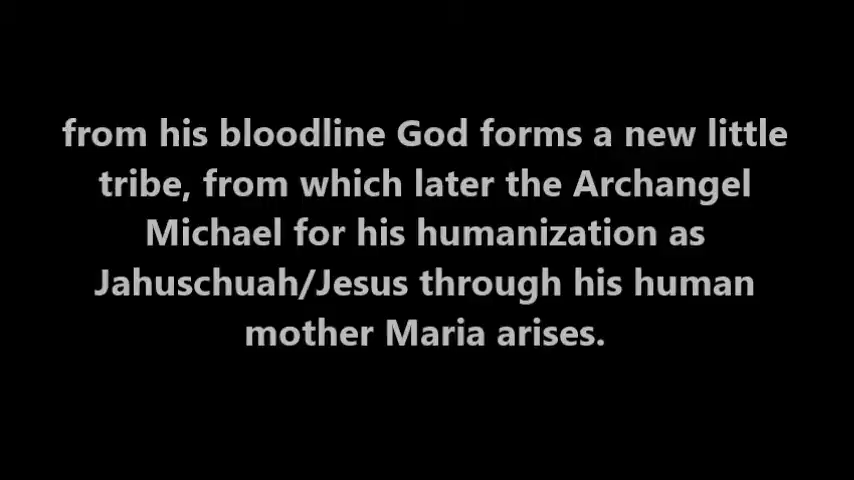 from his bloodline God forms a new little
tribe, from which later the Archangel
Michael for his humanization as
Jahuschuah/Jesus through his human
mother Maria arises.